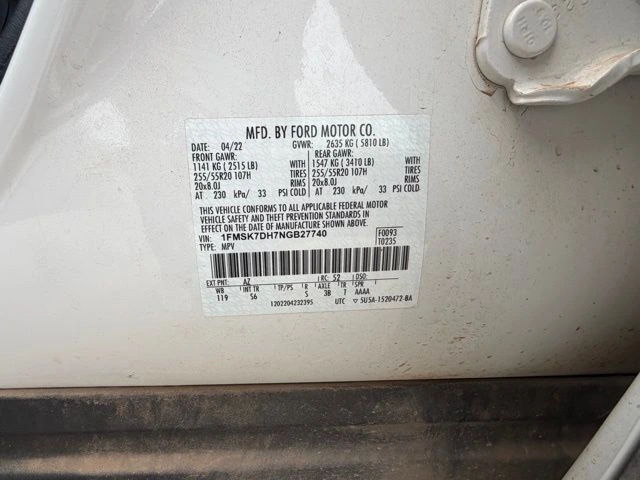 MFD. BY FORD MOTOR CO.
DATE: 04/22 GVWR: 2635 KG ( 5810 LB)
FRONT GAWR: REAR GAWR:
1141 KG ( 2515 LB) WITH 1547 KG ( 3410 LB) WITH
255/55R20 107H TIRES 255/55R20 107H TIRES
20x8.0J RIMS 20x8.0J RIMS
AT 230 kPa/ 33 PSI COLD AT 230 kPa/ 33 PSI COLD
THIS VEHICLE CONFORMS TO ALL APPLICABLE FEDERAL MOTOR
VEHICLE SAFETY AND THEFT PREVENTION STANDARDS IN
EFFECT ON THE DATE OF MANUFACTURE SHOWN ABOVE.
VIN: 1FMSK7DH7NGB27740 F0093
TYPE: MPV T0235
EXT PNT: AZ RC: 52 DSO:
WB INT TR TP/PS R AXLE TR SPR
119 S6 S 3B T AAAA
1202204232395 UTC ▽ 5U5A-1520472-BA